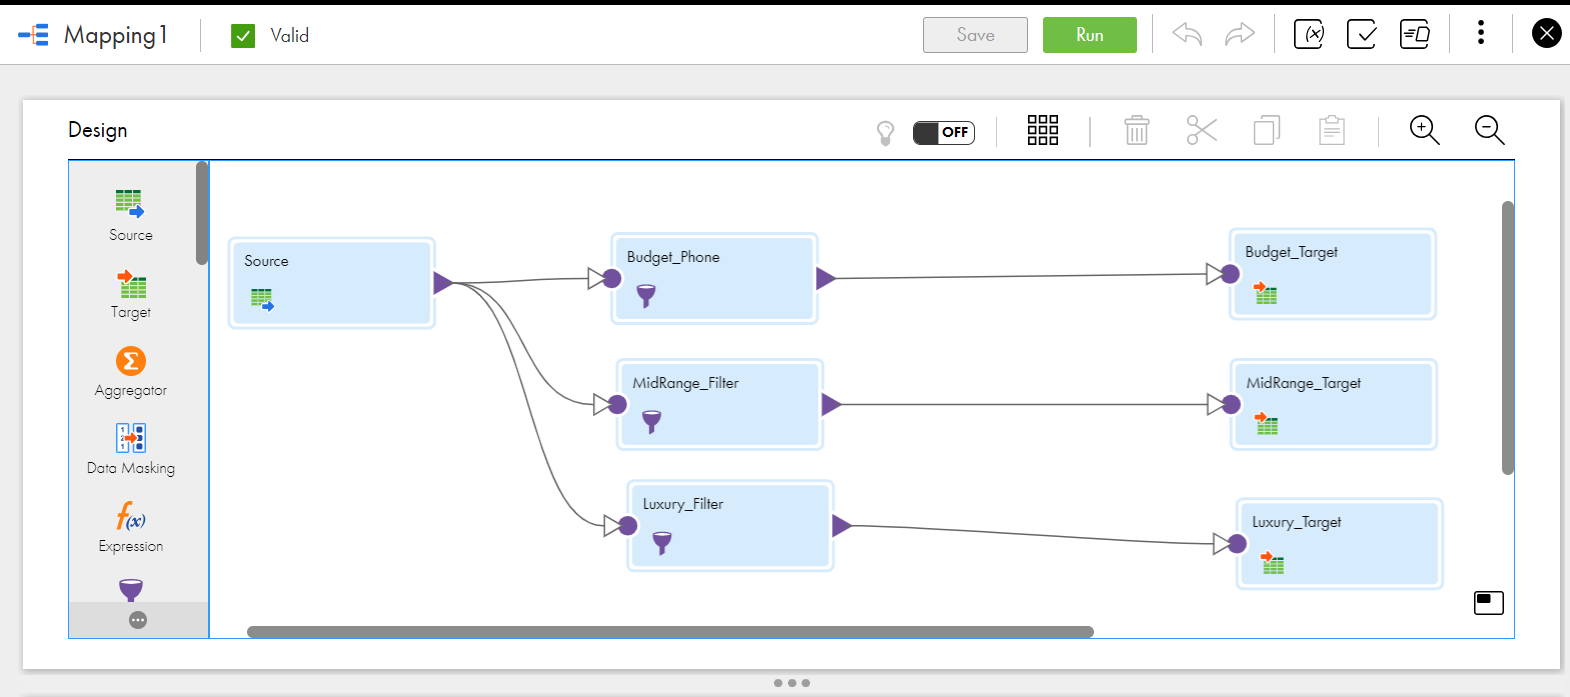 Mapping1
Valid
Save
Run
Design
OFF
Source
Target
Aggregator
Data Masking
Expression
Source
Budget_Phone
Budget_Target
MidRange_Filter
MidRange_Target
Luxury_Filter
Luxury_Target